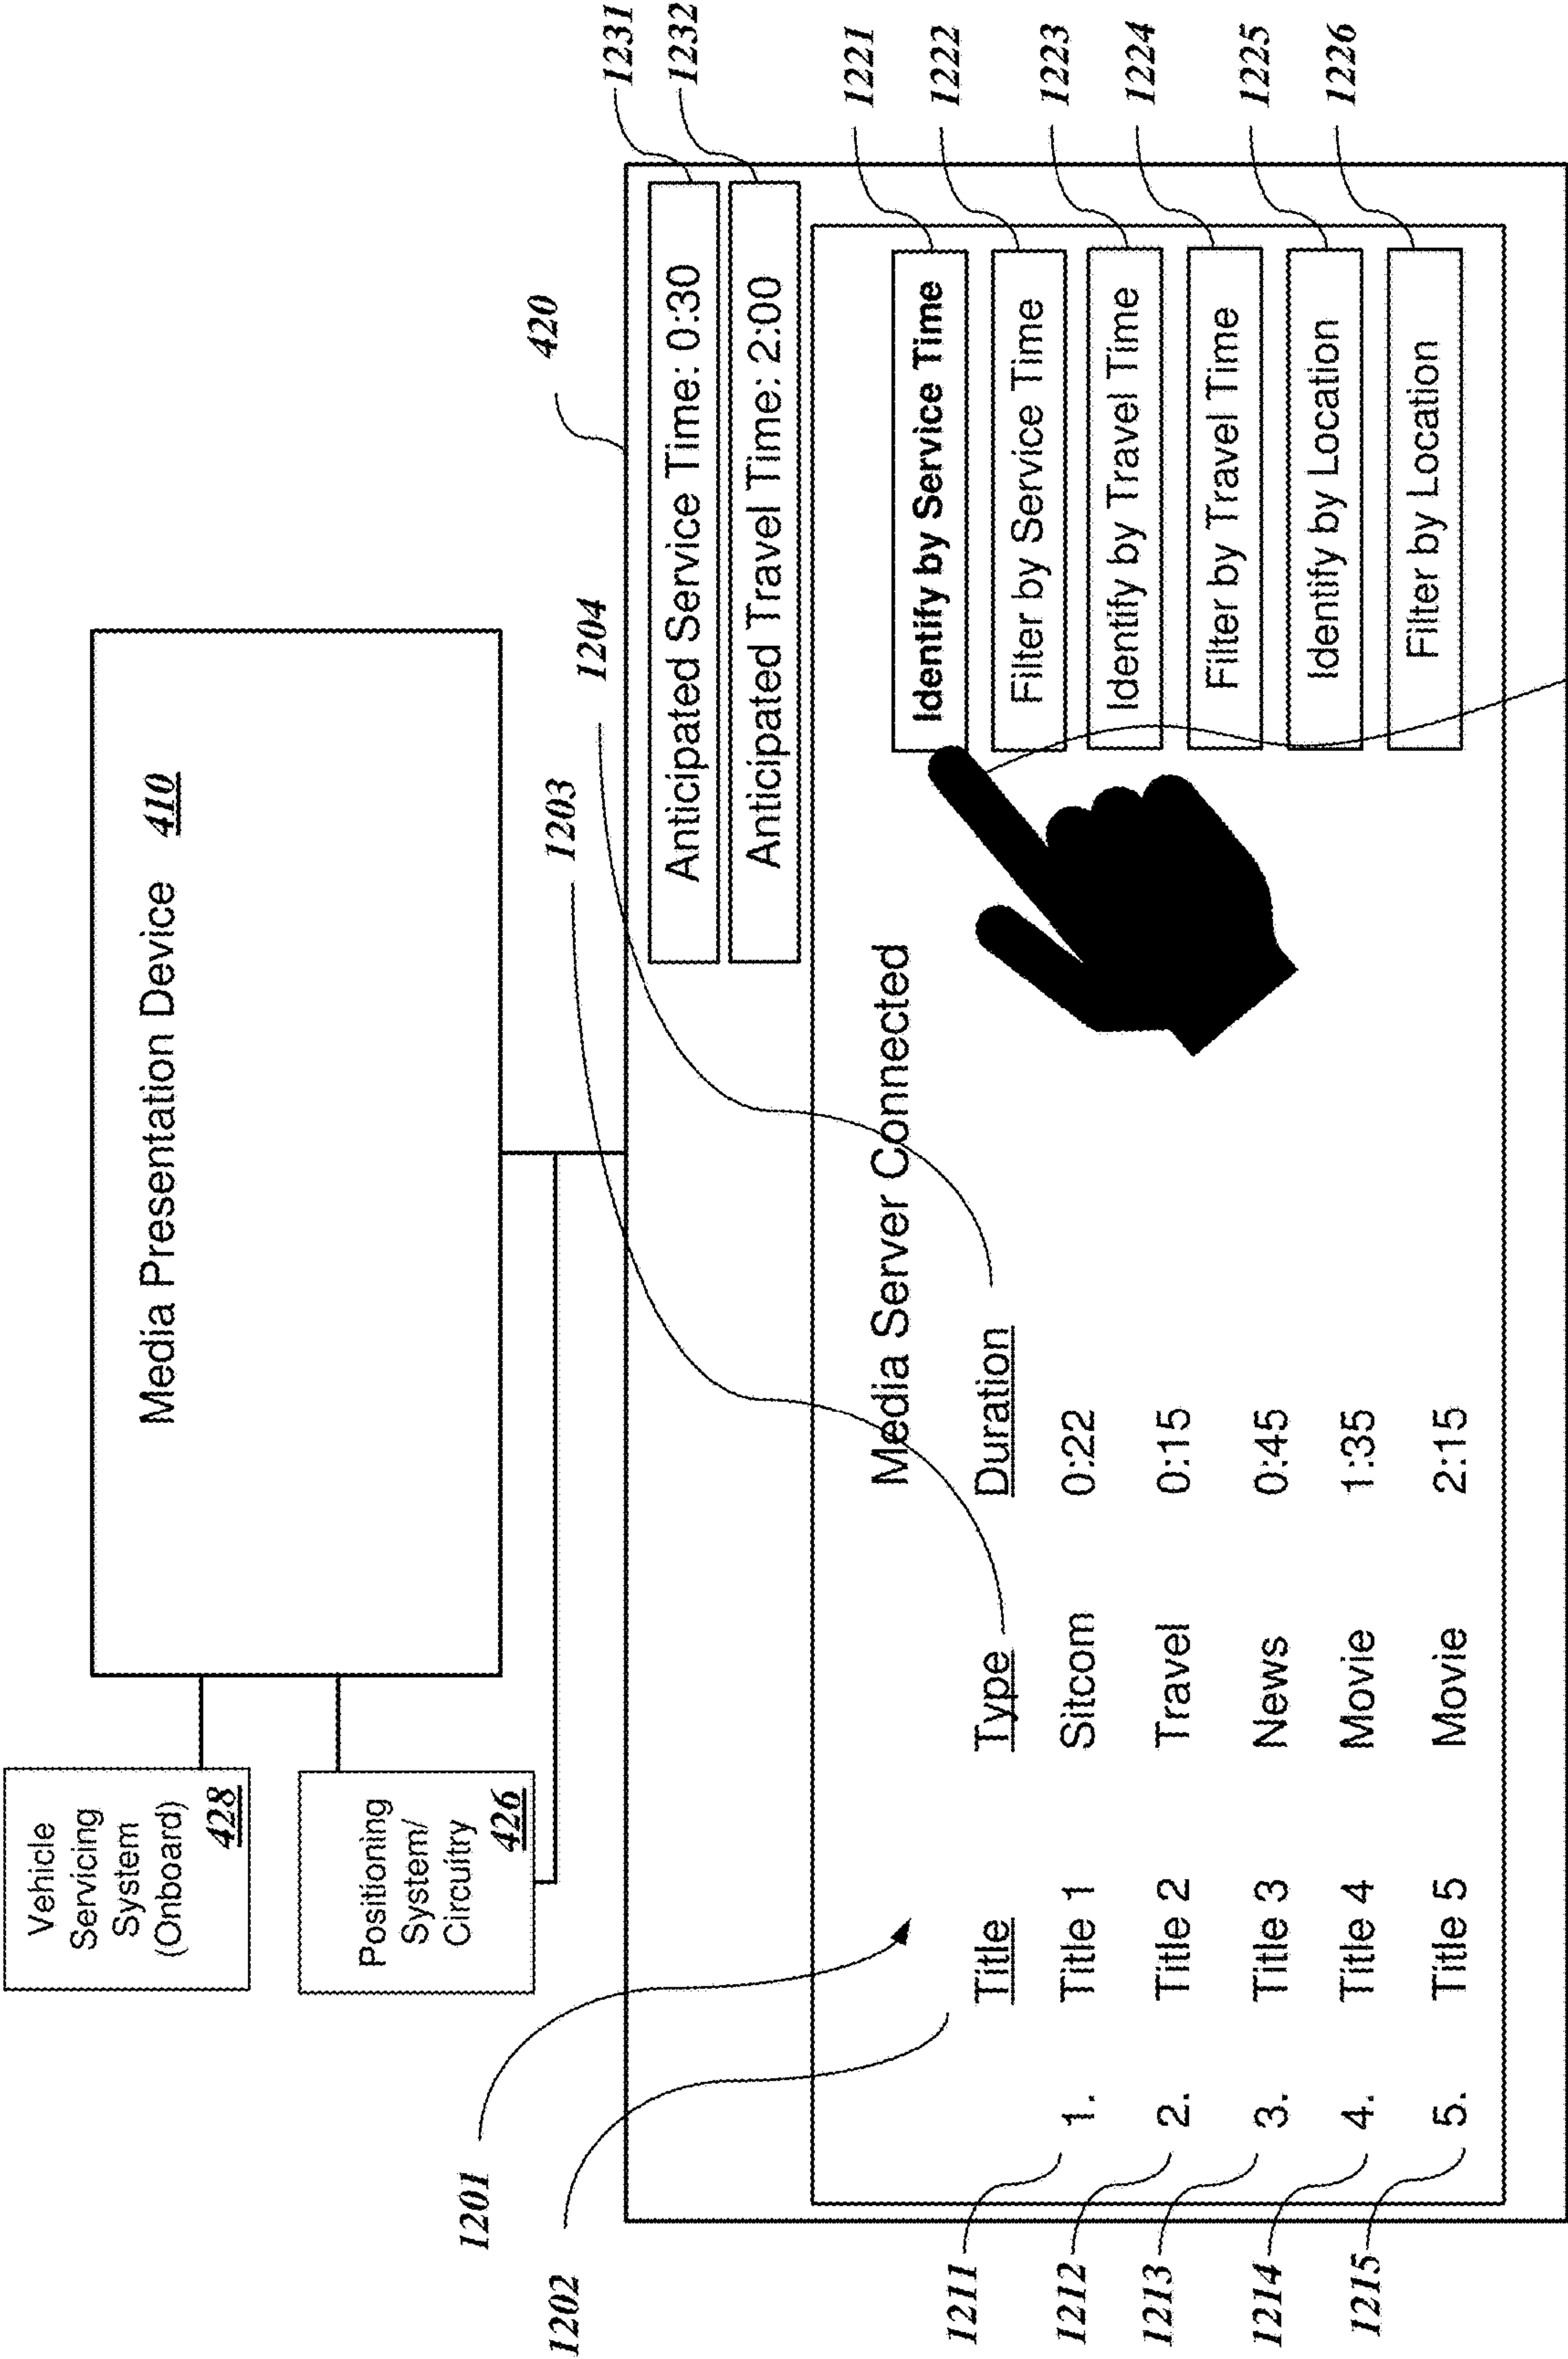 Vehicle
Servicing
System
(Onboard)
428
Positioning
System/
Circuitry
426
Media Presentation Device 410
1201
1202
1203
1204
420
1231
1232
Anticipated Service Time: 0:30
Anticipated Travel Time: 2:00
Media Server Connected
Title Type Duration
1211 1. Title 1 Sitcom 0:22
1212 2. Title 2 Travel 0:15
1213 3. Title 3 News 0:45
1214 4. Title 4 Movie 1:35
1215 5. Title 5 Movie 2:15
Identify by Service Time 1221
Filter by Service Time 1222
Identify by Travel Time 1223
Filter by Travel Time 1224
Identify by Location 1225
Filter by Location 1226